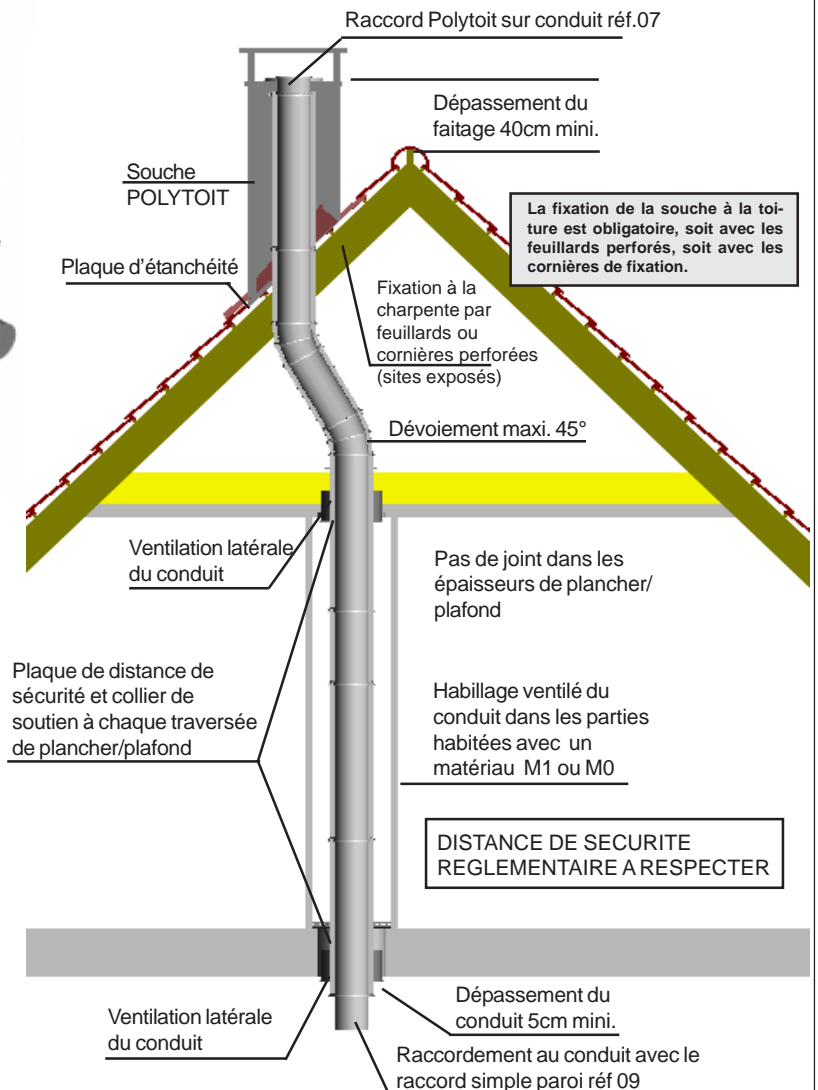 Raccord Polytoit sur conduit réf.07
Dépassement du
faitage 40cm mini.
Souche
POLYTOIT
La fixation de la souche à la toi-
ture est obligatoire, soit avec les
feuillards perforés, soit avec les
cornières de fixation.
Plaque d'étanchéité
Fixation à la
charpente par
feuillards ou
cornières perforées
(sites exposés)
Dévoiement maxi. 45°
Ventilation latérale
du conduit
Pas de joint dans les
épaisseurs de plancher/
plafond
Plaque de distance de
sécurité et collier de
soutien à chaque traversée
de plancher/plafond
Habillage ventilé du
conduit dans les parties
habitées avec un
matériau M1 ou M0
DISTANCE DE SECURITE
REGLEMENTAIRE A RESPECTER
Ventilation latérale
du conduit
Dépassement du
conduit 5cm mini.
Raccordement au conduit avec le
raccord simple paroi réf 09